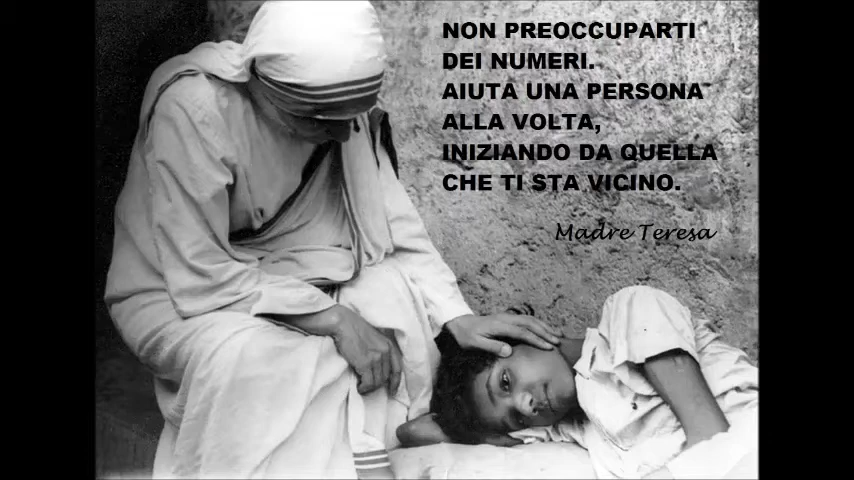 NON PREOCCUPARTI
DEI NUMERI.
AIUTA UNA PERSONA
ALLA VOLTA,
INIZIANDO DA QUELLA
CHE TI STA VICINO.
Madre Teresa